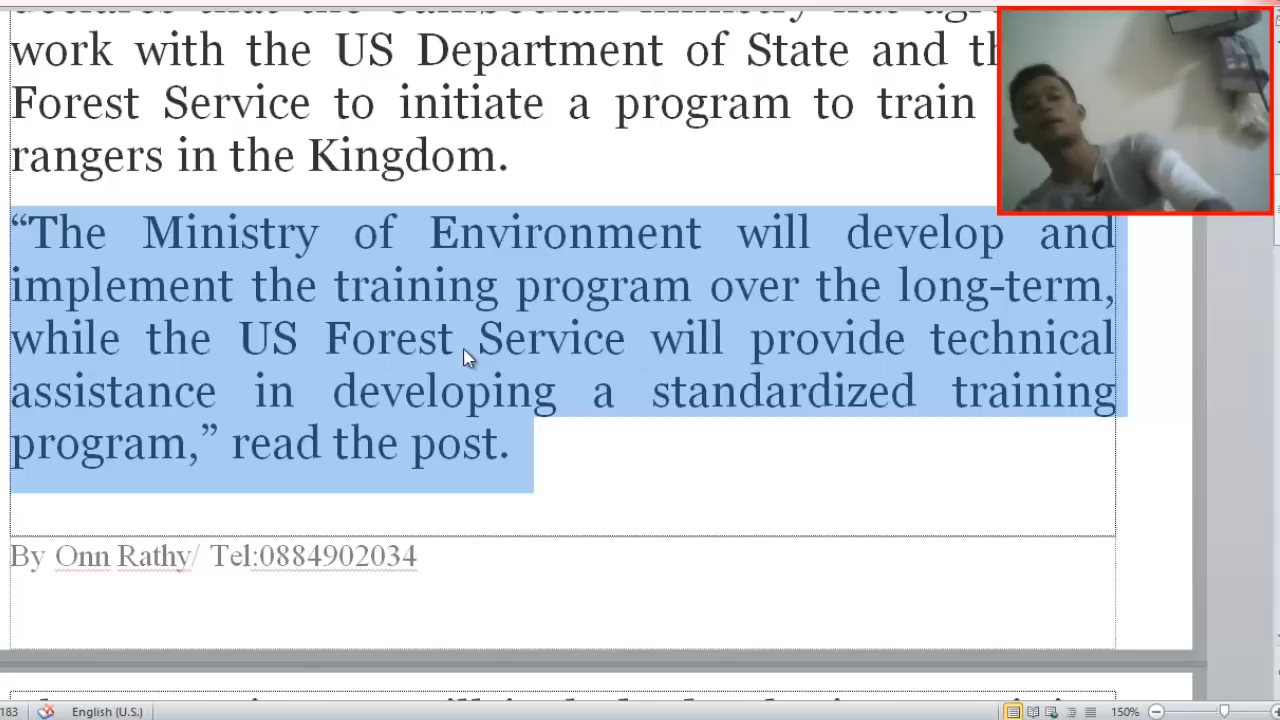 work with the US Department of State and
Forest Service to initiate a program to train
rangers in the Kingdom.
“The Ministry of Environment will develop and
implement the training program over the long-term,
while the US Forest Service will provide technical
assistance in developing a standardized training
program,” read the post.
By Onn Rathy/ Tel:0884902034
183
English (U.S.)
150%